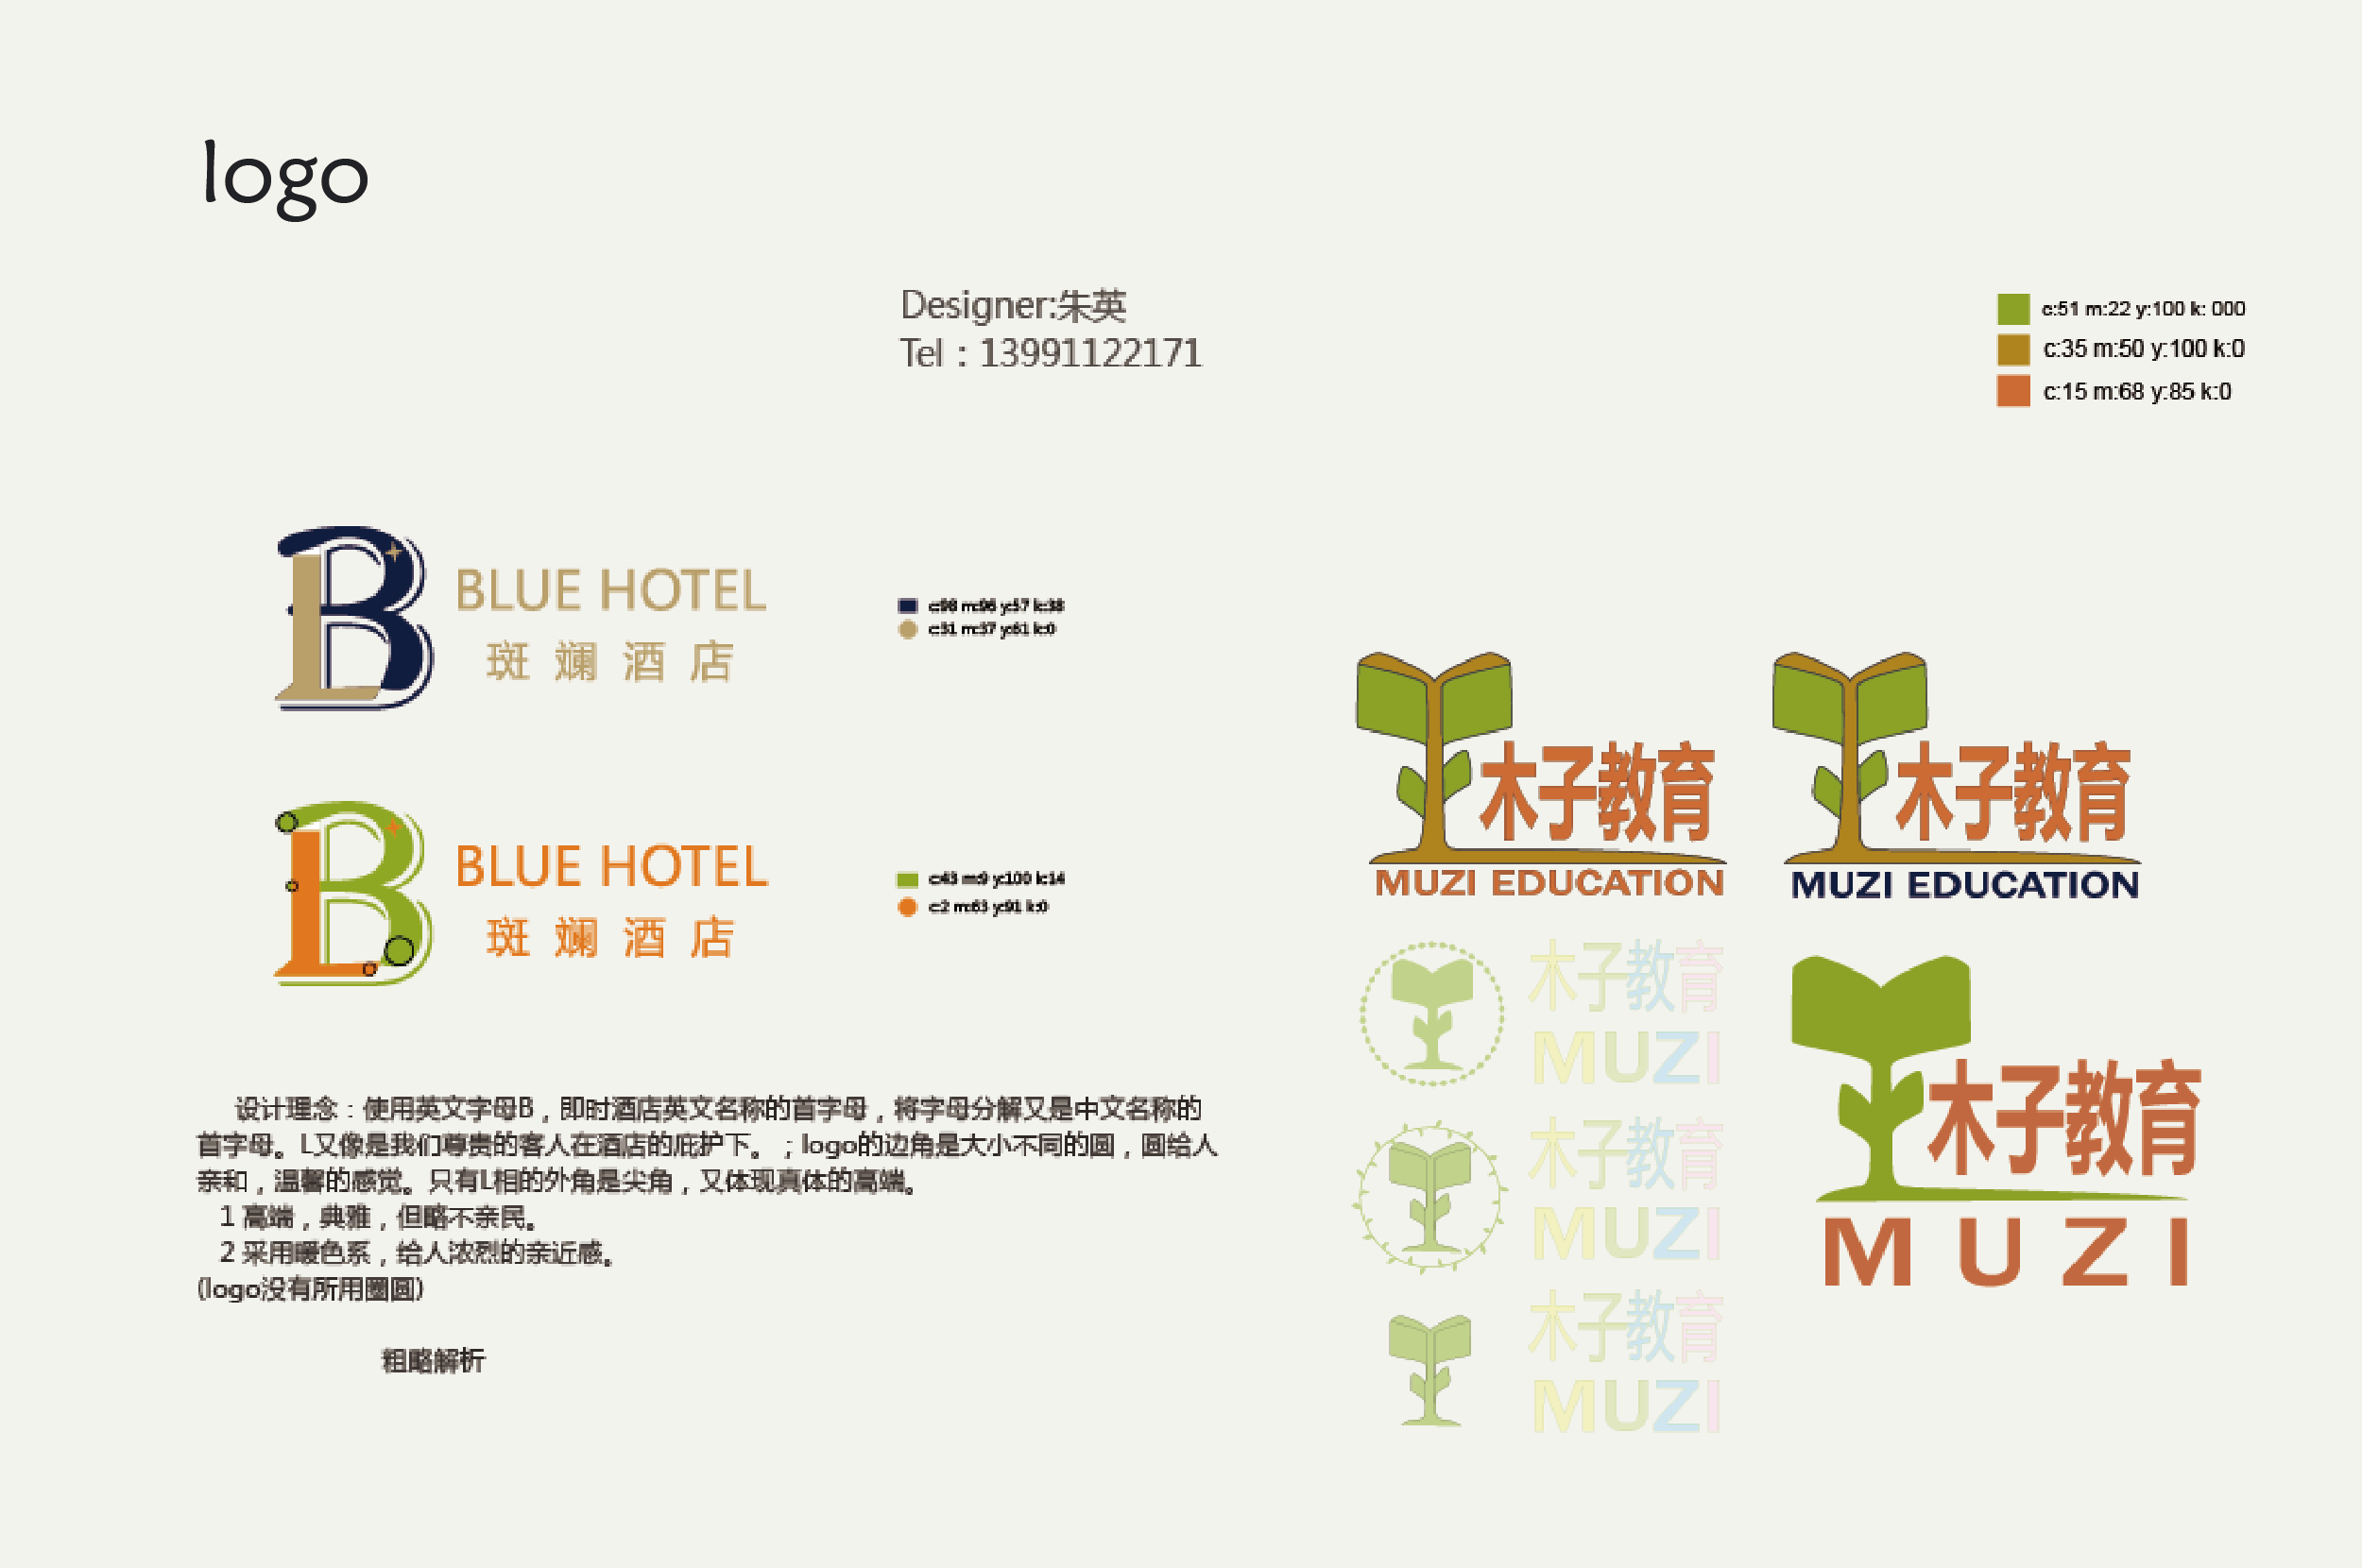 logo
Designer:朱英
Tel：13991122171
c:51 m:22 y:100 k: 000
c:35 m:50 y:100 k:0
c:15 m:68 y:85 k:0
BLUE HOTEL
斑斓酒店
c:98 m:96 y:57 k:38
c:31 m:37 y:61 k:0
BLUE HOTEL
斑斓酒店
c:43 m:9 y:100 k:14
c:2 m:63 y:91 k:0
设计理念：使用英文字母B，即时酒店英文名称的首字母，将字母分解又是中文名称的
首字母。L又像是我们尊贵的客人在酒店的庇护下。；logo的边角是大小不同的圆，圆给人
亲和，温馨的感觉。只有L相的外角是尖角，又体现真体的高端。
1 高端，典雅，但略不亲民。
2 采用暖色系，给人浓烈的亲近感。
(logo没有所用圈圆)
粗略解析
木子教育
MUZI EDUCATION
木子教育
MUZI EDUCATION
木子教育
MUZI
木子教育
MUZI
木子教育
MUZI
木子教育
MUZI